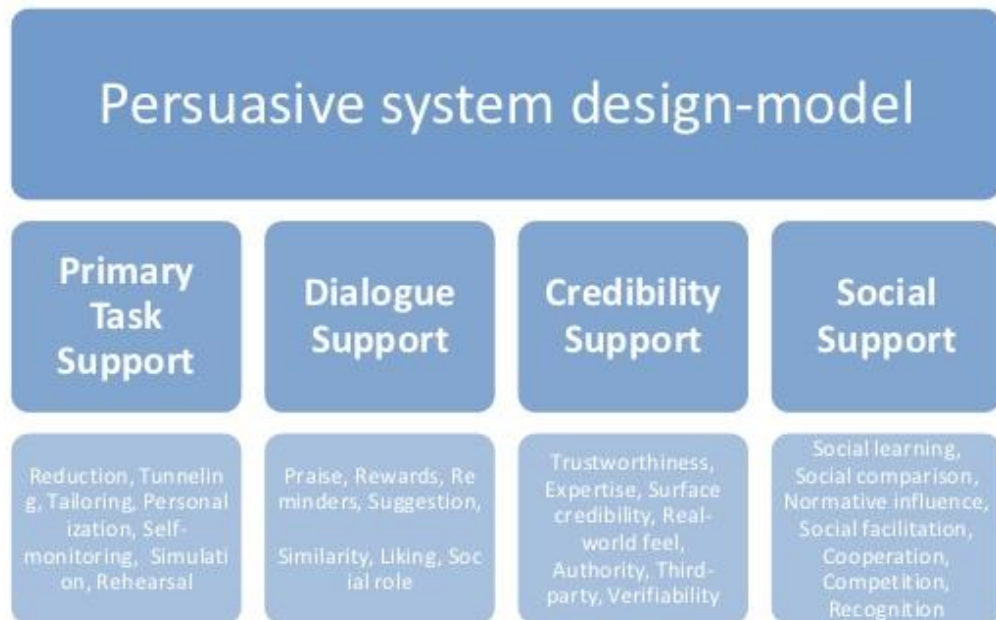 Persuasive system design-model
Primary
Task
Support
Dialogue
Support
Credibility
Support
Social
Support
Reduction, Tunnelin
g, Tailoring, Personal
ization, Self-
monitoring, Simulati
on, Rehearsal
Praise, Rewards, Re
minders, Suggestion,
Similarity, Liking, Soc
ial role
Trustworthiness,
Expertise, Surface
credibility, Real-
world feel,
Authority, Third-
party, Verifiability
Social learning,
Social comparison,
Normative influence,
Social facilitation,
Cooperation,
Competition,
Recognition